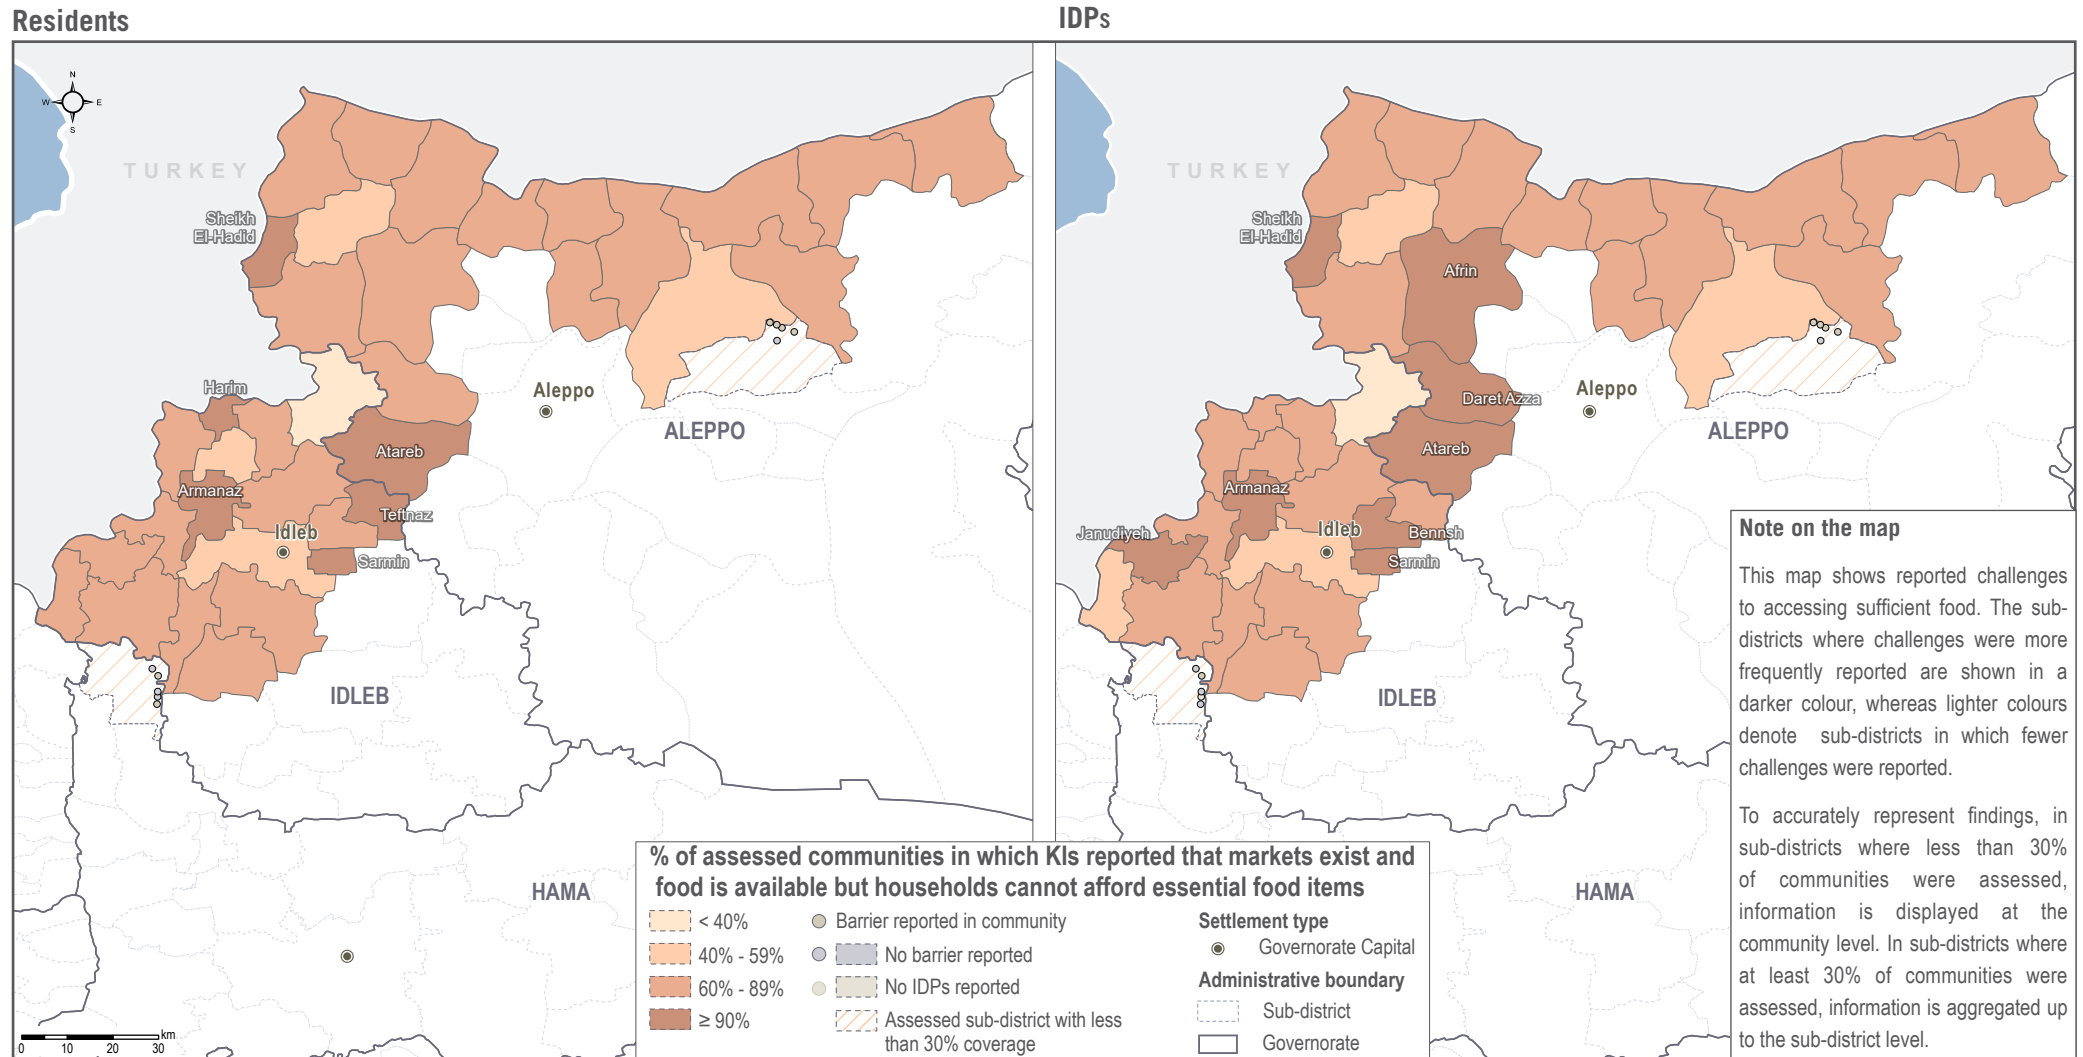 Residents
N
W
E
S
TURKEY
Sheikh
El-Hadid
Harim
Aleppo
ALEPPO
Atareb
Armanaz
Teftnaz
Idleb
Sarmin
IDLEB
HAMA
km
0 10 20 30
IDPs
TURKEY
Sheikh
El-Hadid
Afrin
Daret Azza
Aleppo
ALEPPO
Atareb
Armanaz
Janudiyeh
Idleb
Bennsh
Sarmin
IDLEB
HAMA
% of assessed communities in which KIs reported that markets exist and
food is available but households cannot afford essential food items
< 40%
40% - 59%
60% - 89%
≥ 90%
Barrier reported in community
No barrier reported
No IDPs reported
Assessed sub-district with less
than 30% coverage
Settlement type
Governorate Capital
Administrative boundary
Sub-district
Governorate
Note on the map
This map shows reported challenges
to accessing sufficient food. The sub-
districts where challenges were more
frequently reported are shown in a
darker colour, whereas lighter colours
denote sub-districts in which fewer
challenges were reported.
To accurately represent findings, in
sub-districts where less than 30%
of communities were assessed,
information is displayed at the
community level. In sub-districts where
at least 30% of communities were
assessed, information is aggregated up
to the sub-district level.